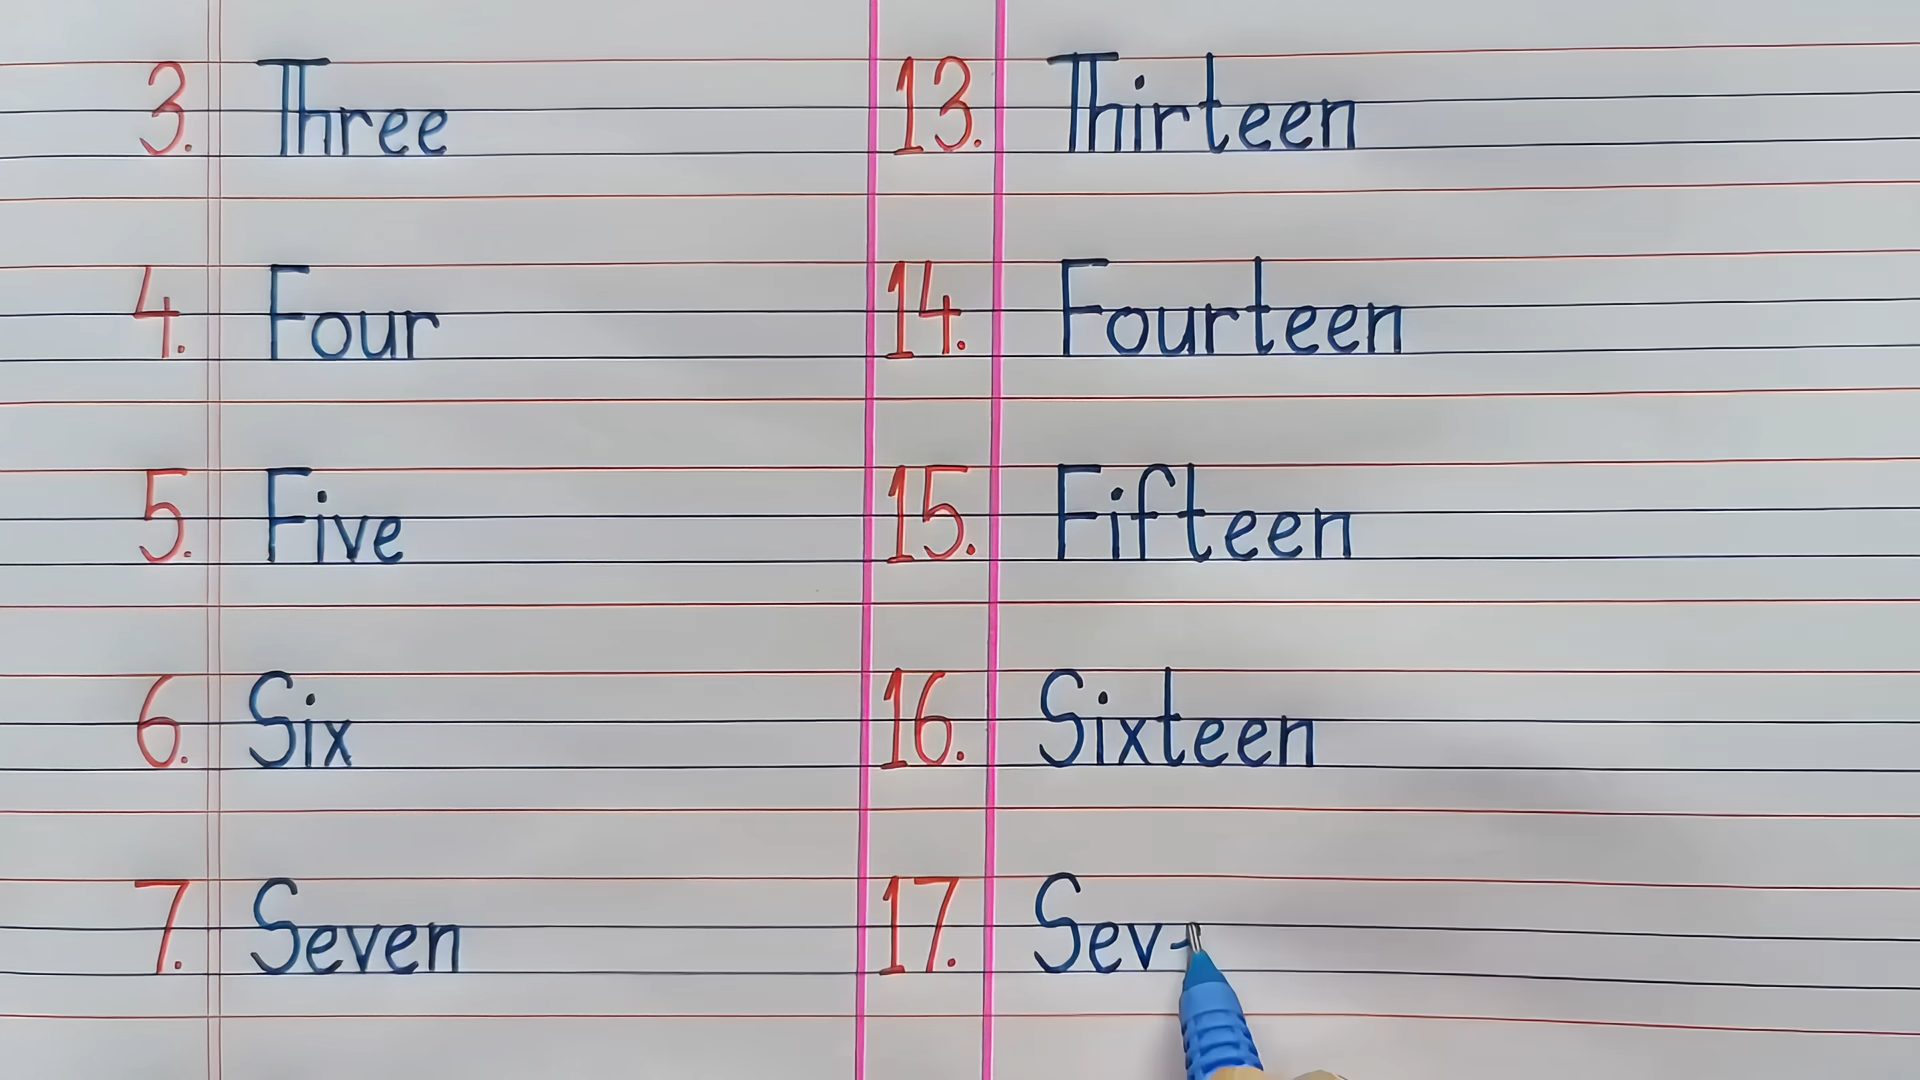 3. Three
4. Four
5. Five
6. Six
7. Seven
13. Thirteen
14. Fourteen
15. Fifteen
16. Sixteen
17. Sev